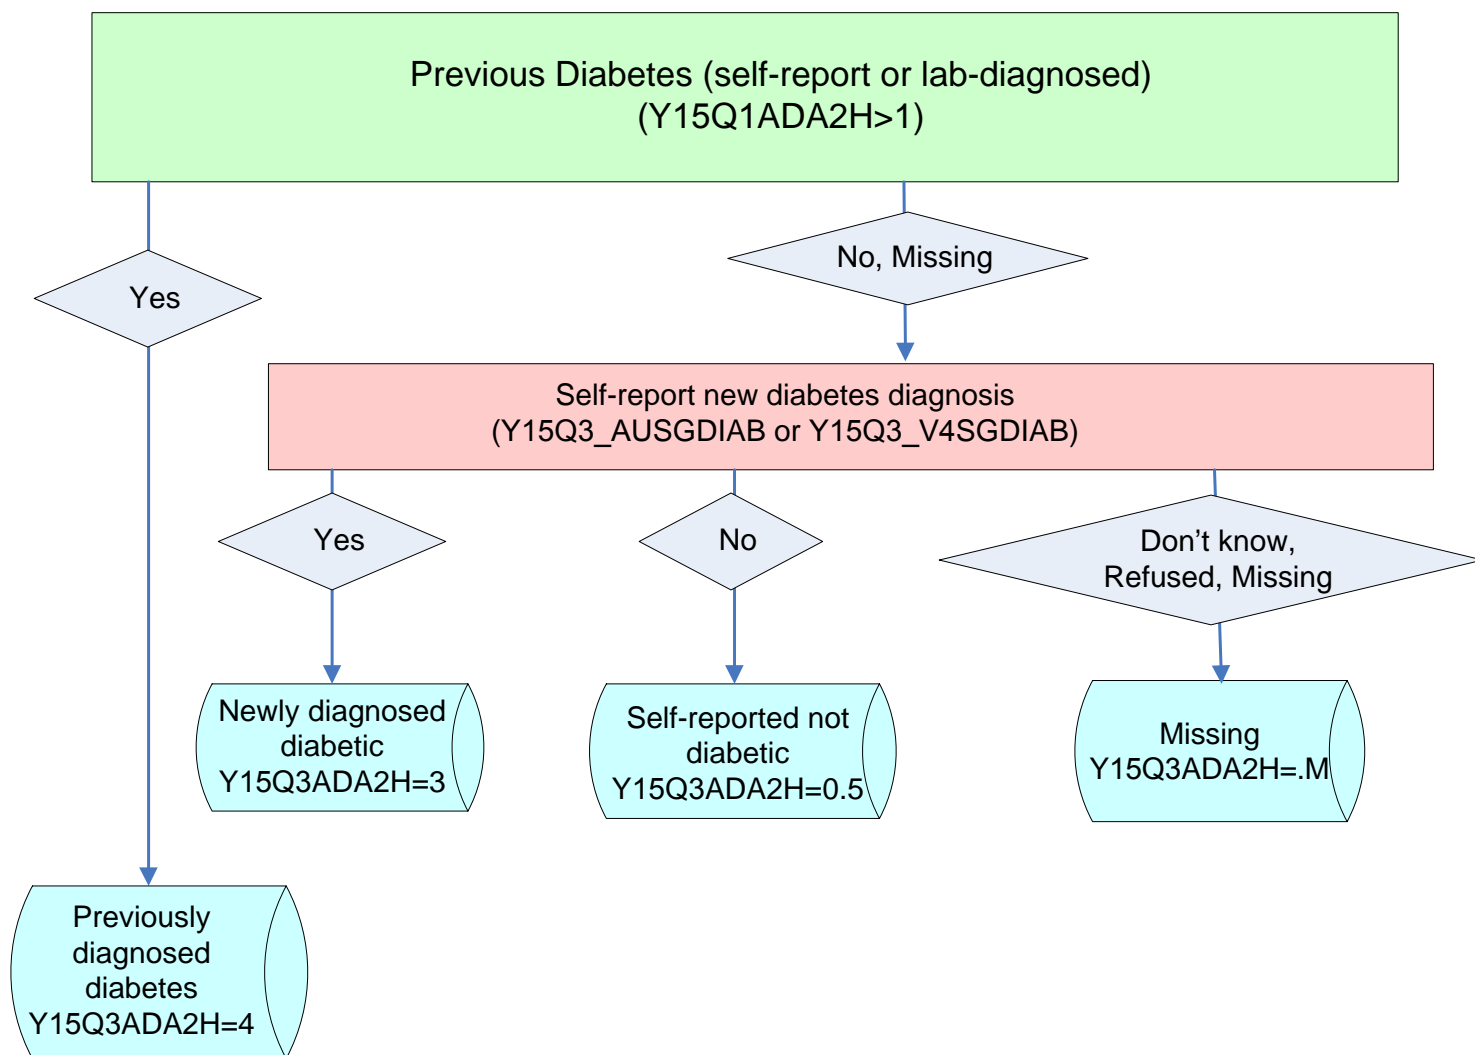 Previous Diabetes (self-report or lab-diagnosed)
(Y15Q1ADA2H>1)
Yes
No, Missing
Self-report new diabetes diagnosis
(Y15Q3_AUSGDIAB or Y15Q3_V4SGDIAB)
Yes
No
Don't know,
Refused, Missing
Newly diagnosed
diabetic
Y15Q3ADA2H=3
Self-reported not
diabetic
Y15Q3ADA2H=0.5
Missing
Y15Q3ADA2H=.M
Previously
diagnosed
diabetes
Y15Q3ADA2H=4